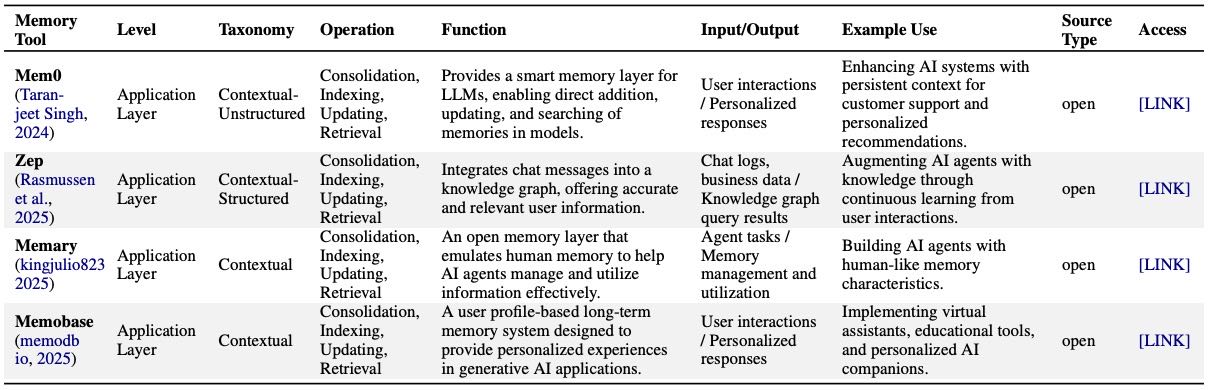 Memory Tool
Level
Taxonomy
Operation
Function
Input/Output
Example Use
Source Type
Access
Mem0
(Taran-
jeet Singh,
2024)
Application
Layer
Contextual-
Unstructured
Consolidation,
Indexing,
Updating,
Retrieval
Provides a smart memory layer for
LLMs, enabling direct addition,
updating, and searching of
memories in models.
User interactions
/ Personalized
responses
Enhancing AI systems with
persistent context for
customer support and
personalized
recommendations.
open
[LINK]
Zep
(Rasmussen
et al.,
2025)
Application
Layer
Contextual-
Structured
Consolidation,
Indexing,
Updating,
Retrieval
Integrates chat messages into a
knowledge graph, offering accurate
and relevant user information.
Chat logs,
business data /
Knowledge graph
query results
Augmenting AI agents with
knowledge through
continuous learning from
user interactions.
open
[LINK]
Memary
(kingjulio823
2025)
Application
Layer
Contextual
Consolidation,
Indexing,
Updating,
Retrieval
An open memory layer that
emulates human memory to help
AI agents manage and utilize
information effectively.
Agent tasks /
Memory
management and
utilization
Building AI agents with
human-like memory
characteristics.
open
[LINK]
Memobase
(memodb
io, 2025)
Application
Layer
Contextual
Consolidation,
Indexing,
Updating,
Retrieval
A user profile-based long-term
memory system designed to
provide personalized experiences
in generative AI applications.
User interactions
/ Personalized
responses
Implementing virtual
assistants, educational tools,
and personalized AI
companions.
open
[LINK]